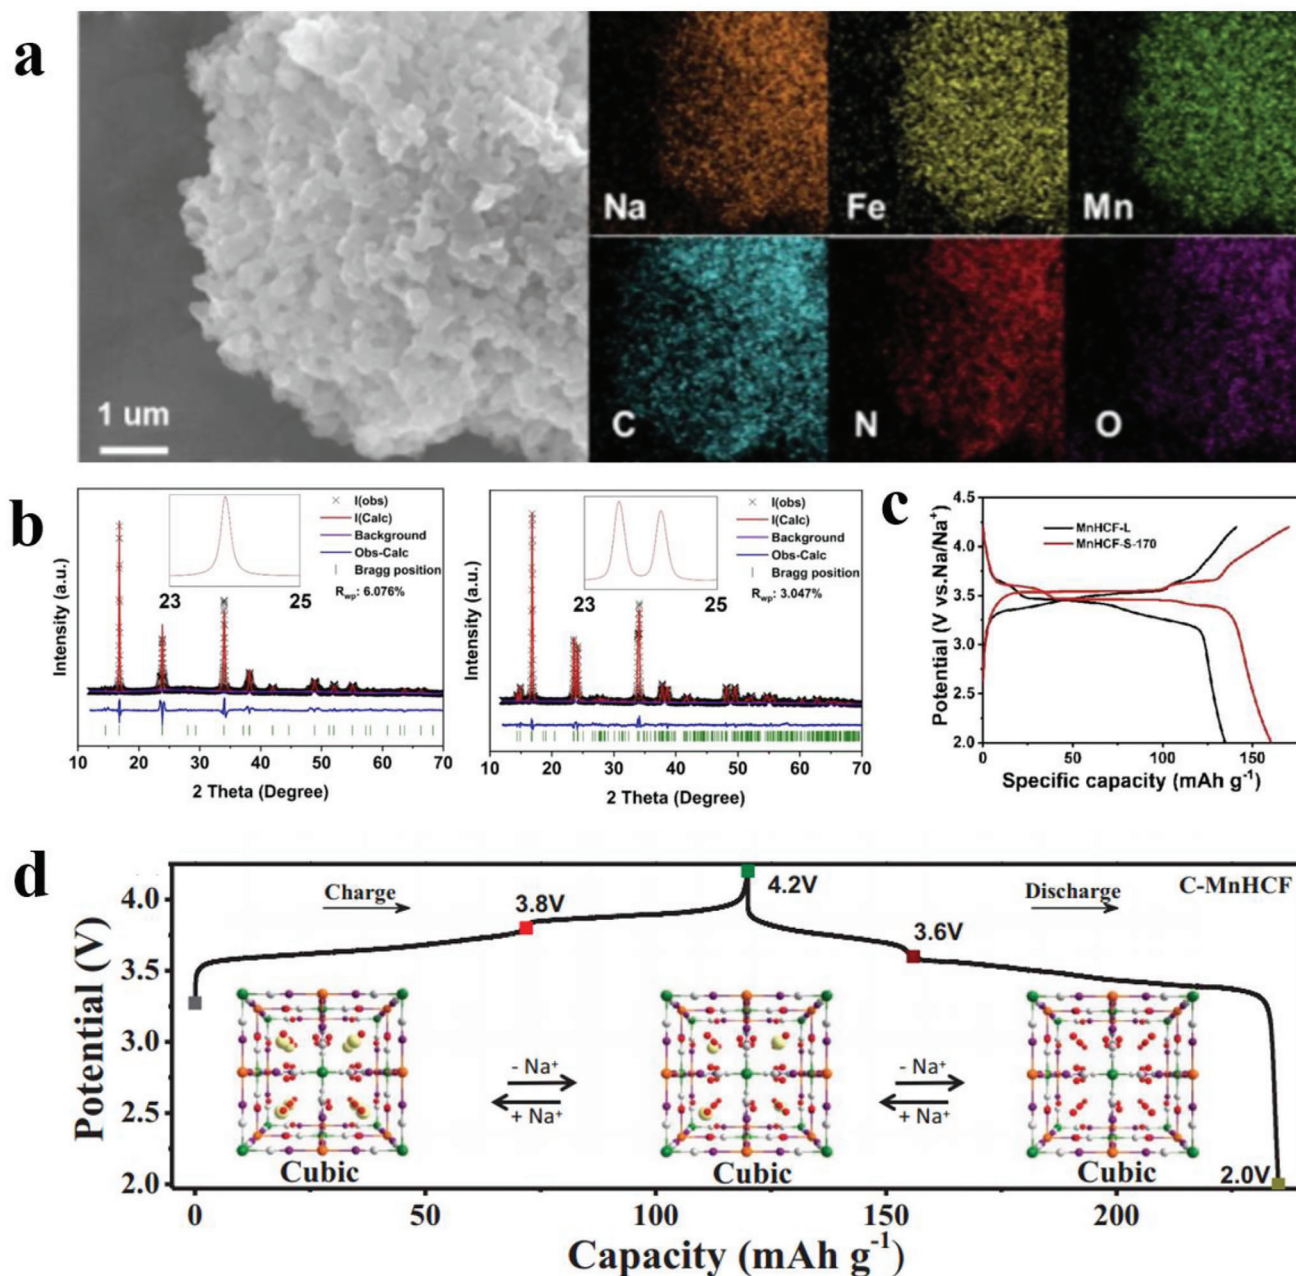 a
1 um
Na
Fe
Mn
C
N
O
b
Intensity (a.u.)
I(obs)
I(Calc)
Background
Obs-Calc
Bragg position
Rwp: 6.076%
23
25
10 20 30 40 50 60 70
2 Theta (Degree)
Intensity (a.u.)
I(obs)
I(Calc)
Background
Obs-Calc
Bragg position
Rwp: 3.047%
23
25
10 20 30 40 50 60 70
2 Theta (Degree)
c
Potential (V vs.Na/Na+)
4.5
4.0
3.5
3.0
2.5
2.0
MnHCF-L
MnHCF-S-170
0 50 100 150
Specific capacity (mAh g-1)
d
Potential (V)
4.0
3.5
3.0
2.5
2.0
Charge
3.8V
4.2V
Discharge
C-MnHCF
3.6V
- Na+
+ Na+
- Na+
+ Na+
Cubic
Cubic
Cubic
2.0V
0 50 100 150 200
Capacity (mAh g-1)